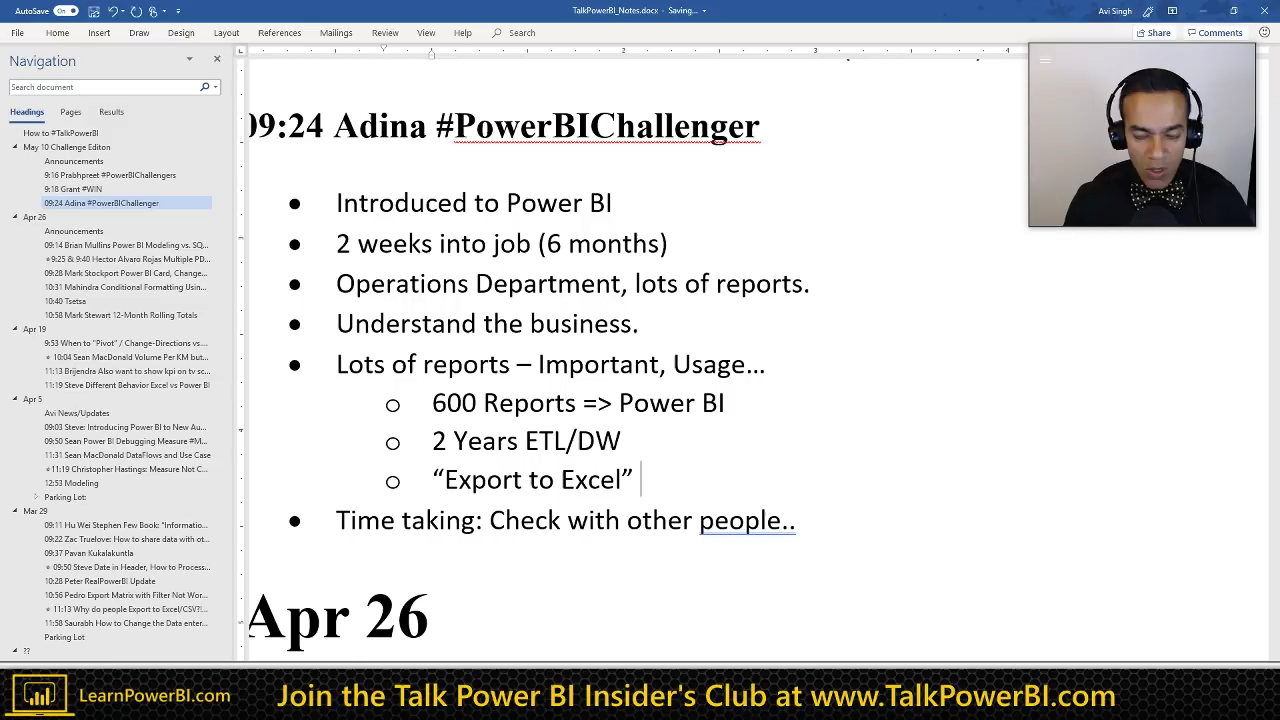 AutoSave
On
TalkPowerBI_Notes.docx - Saving...
Avi Singh
File Home Insert Draw Design Layout References Mailings Review View Help Search
Share Comments
Navigation
Search document
Headings Pages Results
How to #TalkPowerBI
May 10 Challenge Editon
Announcements
9:16 Prabhpreet #PowerBIChallengers
9:18 Grant #WIN
09:24 Adina #PowerBIChallenger
Apr 26
Announcements
09:14 Brian Mullins Power BI Modeling vs. SQ...
*9:25 & 9:40 Hector Alvaro Rojas Multiple PD...
09:28 Mark Stockport Power BI Card, Change...
10:31 Mahindra Conditional Formatting Usin...
10:40 Tsetsa
10:58 Mark Stewart 12-Month Rolling Totals
Apr 19
9:53 When to “Pivot” / Change-Directions vs....
* 10:04 Sean MacDonald Volume Per KM but...
11:13 Brijendra Also want to show kpi on tv sc...
11:19 Steve Different Behavior Excel vs Power BI
Apr 5
Avi News/Updates
09:03 Steve: Introducing Power BI to New Au...
09:50 Sean Power BI Debugging Measure #M...
11:31 Sean MacDonald DataFlows and Use Case
*11:19 Christopher Hastings: Measure Not C...
12:53 Modeling
Parking Lot:
Mar 29
09:11 Hu Wei Stephen Few Book: “Informatio...
09:22 Zac Truelove: How to share data with ot...
09:37 Pavan Kukalakuntla
* 09:50 Steve Date in Header, How to Process...
10:28 Peter RealPowerBI Update
10:56 Pedro Export Matrix with Filter Not Wor...
* 11:13 Why do people Export to Excel/CSV?!...
11:58 Saurabh How to Change the Data enter...
Parking Lot
??
2 3 4
09:24 Adina #PowerBIChallenger
• Introduced to Power BI
• 2 weeks into job (6 months)
• Operations Department, lots of reports.
• Understand the business.
• Lots of reports – Important, Usage…
o 600 Reports => Power BI
o 2 Years ETL/DW
o “Export to Excel”
• Time taking: Check with other people..
Apr 26
LearnPowerBI.com
Join the Talk Power BI Insider's Club at www.TalkPowerBI.com